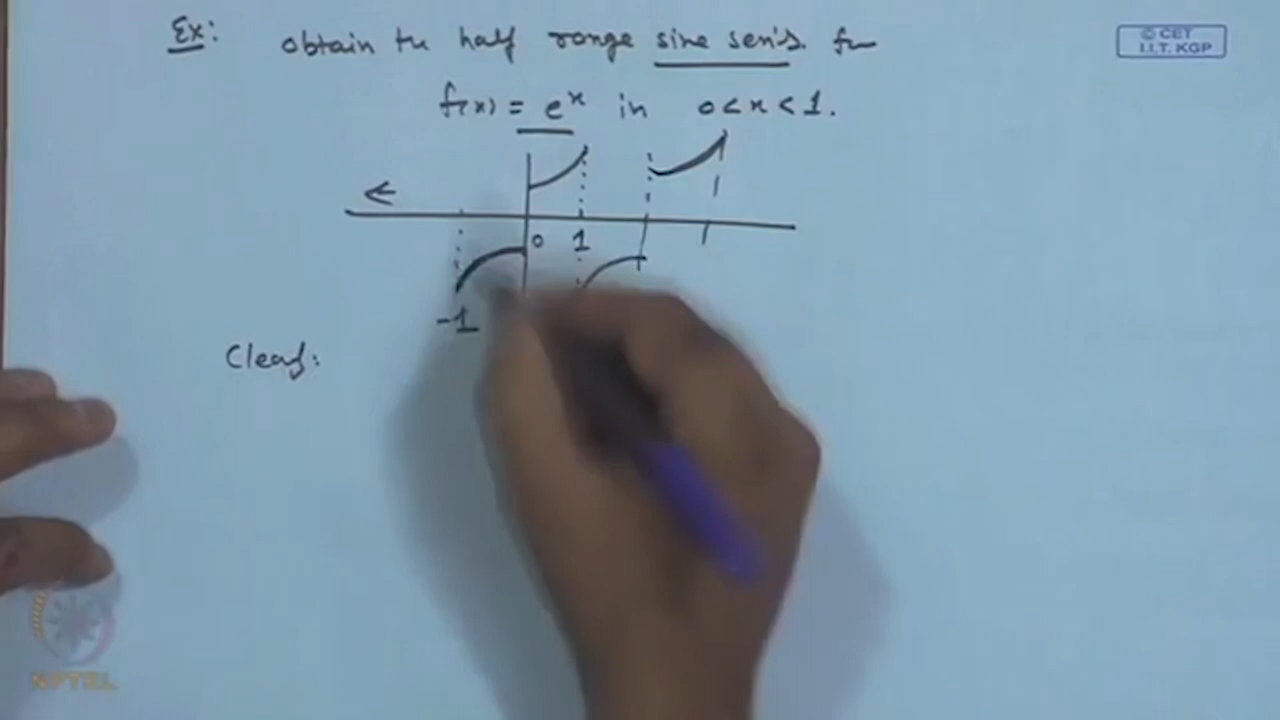 Ex: obtain the half range sine series for
© CET
I.I.T. KGP
f(x) = e^x in 0<x<1.
0 1
-1
Clearly:
NPTEL